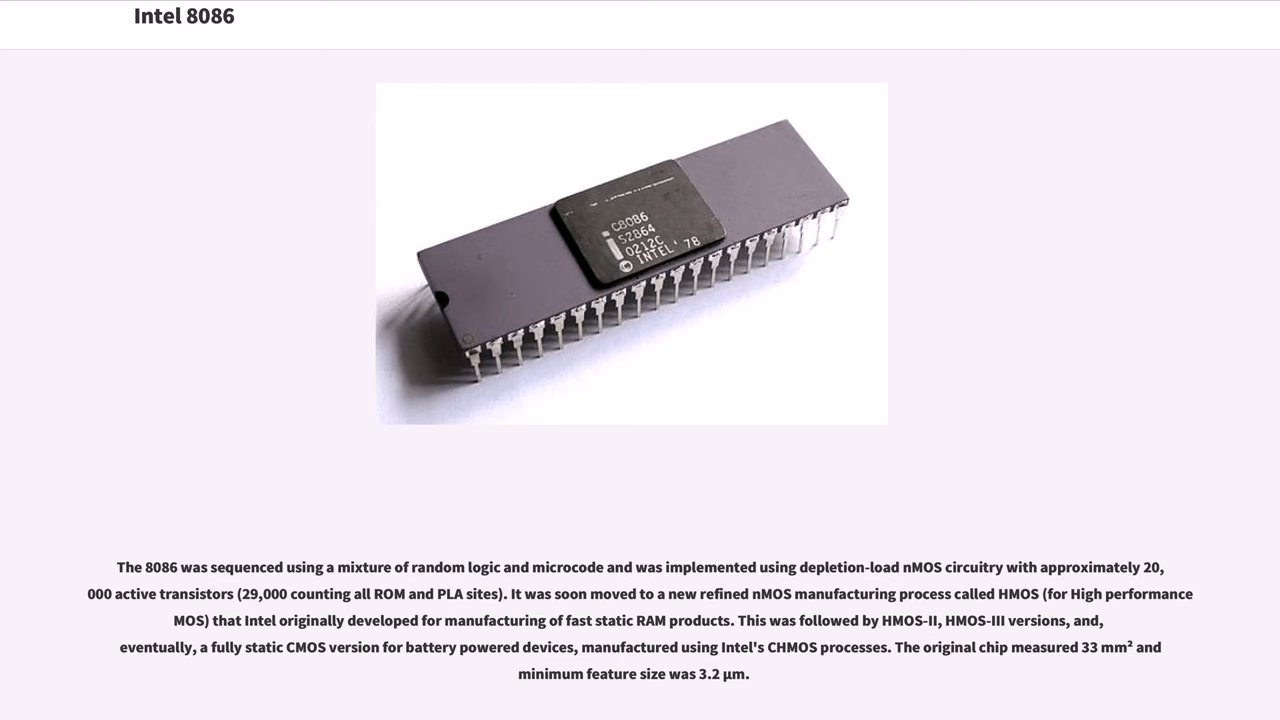 Intel 8086
C8086
S2864
0212C
© INTEL '78
The 8086 was sequenced using a mixture of random logic and microcode and was implemented using depletion-load nMOS circuitry with approximately 20,
000 active transistors (29,000 counting all ROM and PLA sites). It was soon moved to a new refined nMOS manufacturing process called HMOS (for High performance
MOS) that Intel originally developed for manufacturing of fast static RAM products. This was followed by HMOS-II, HMOS-III versions, and,
eventually, a fully static CMOS version for battery powered devices, manufactured using Intel's CHMOS processes. The original chip measured 33 mm² and
minimum feature size was 3.2 μm.